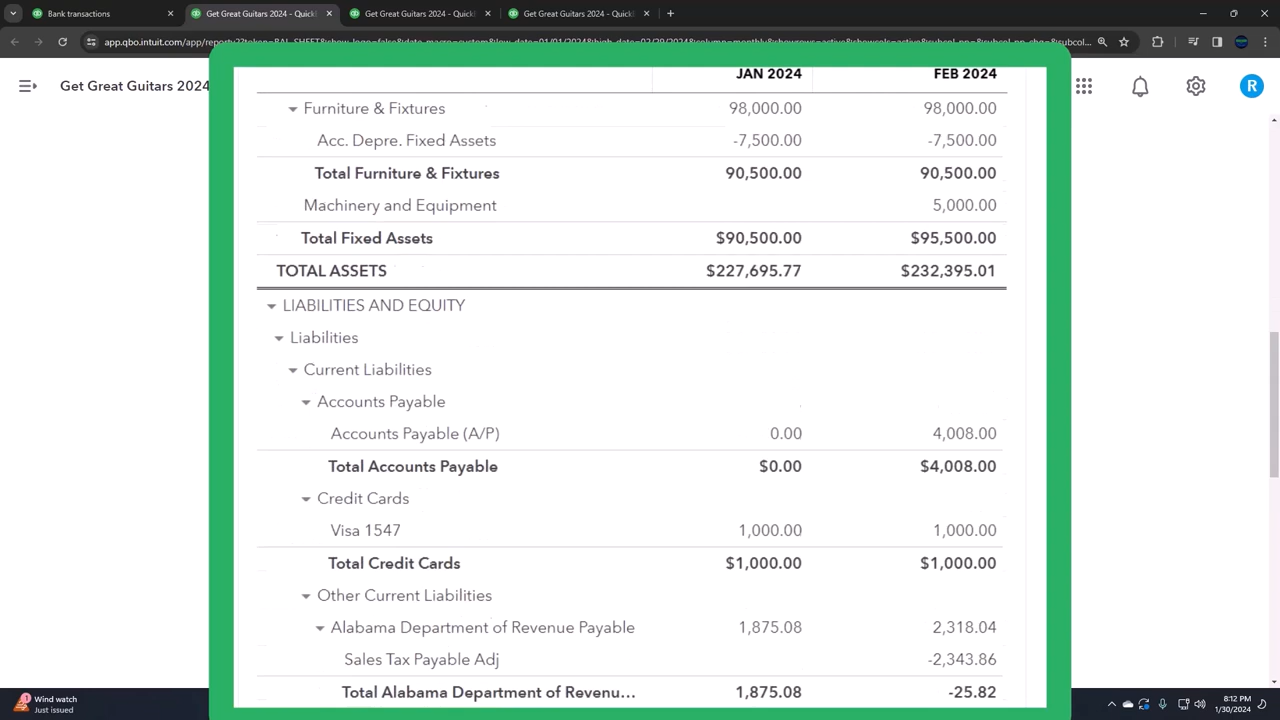 Bank transactions
Get Great Guitars 2024 - Quick
Get Great Guitars 2024 - Quick
Get Great Guitars 2024 - Quick
Get Great Guitars 2024
R
JAN 2024 FEB 2024
Furniture & Fixtures 98,000.00 98,000.00
Acc. Depre. Fixed Assets -7,500.00 -7,500.00
Total Furniture & Fixtures 90,500.00 90,500.00
Machinery and Equipment 5,000.00
Total Fixed Assets $90,500.00 $95,500.00
TOTAL ASSETS $227,695.77 $232,395.01
LIABILITIES AND EQUITY
Liabilities
Current Liabilities
Accounts Payable
Accounts Payable (A/P) 0.00 4,008.00
Total Accounts Payable $0.00 $4,008.00
Credit Cards
Visa 1547 1,000.00 1,000.00
Total Credit Cards $1,000.00 $1,000.00
Other Current Liabilities
Alabama Department of Revenue Payable 1,875.08 2,318.04
Sales Tax Payable Adj -2,343.86
Total Alabama Department of Revenu... 1,875.08 -25.82
Wind watch
Just issued
8:12 PM
1/30/2024